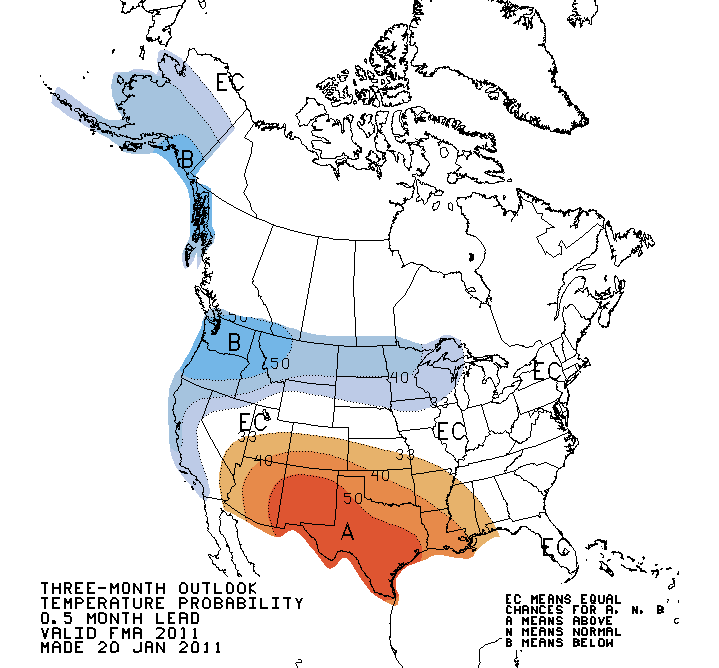 EC
B
50
B
50
40
33
EC
EC
EC
33
33
40
40
50
A
EC
THREE-MONTH OUTLOOK
TEMPERATURE PROBABILITY
0.5 MONTH LEAD
VALID FMA 2011
MADE 20 JAN 2011
EC MEANS EQUAL
CHANCES FOR A, N, B
A MEANS ABOVE
N MEANS NORMAL
B MEANS BELOW